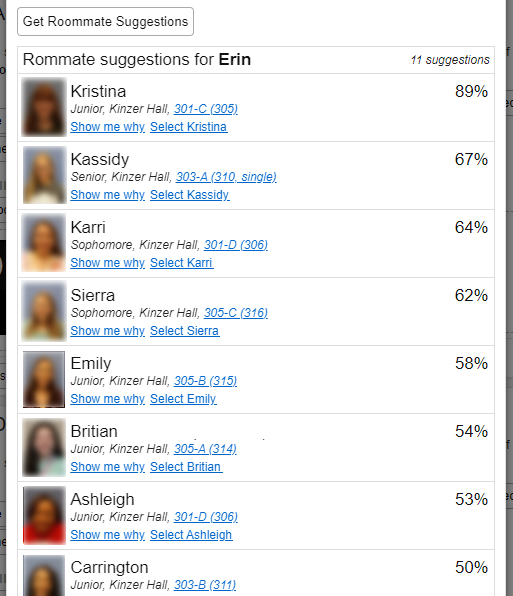 Get Roommate Suggestions
Rommate suggestions for Erin 11 suggestions
Kristina 89%
Junior, Kinzer Hall, 301-C (305)
Show me why Select Kristina
Kassidy 67%
Senior, Kinzer Hall, 303-A (310, single)
Show me why Select Kassidy
Karri 64%
Sophomore, Kinzer Hall, 301-D (306)
Show me why Select Karri
Sierra 62%
Sophomore, Kinzer Hall, 305-C (316)
Show me why Select Sierra
Emily 58%
Junior, Kinzer Hall, 305-B (315)
Show me why Select Emily
Britian 54%
Junior, Kinzer Hall, 305-A (314)
Show me why Select Britian
Ashleigh 53%
Junior, Kinzer Hall, 301-D (306)
Show me why Select Ashleigh
Carrington 50%
Junior, Kinzer Hall, 303-B (311)